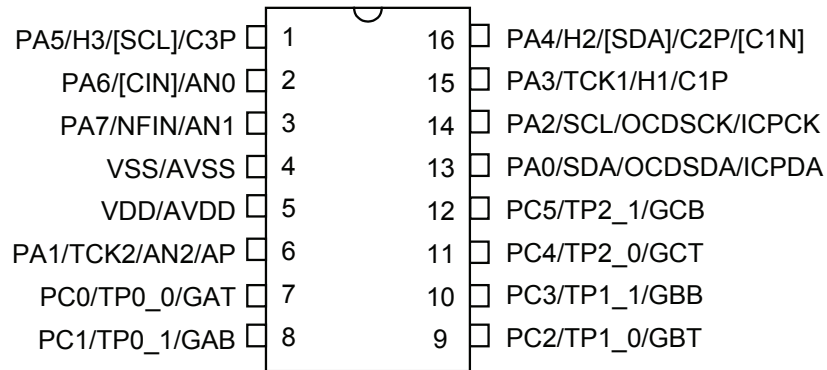 PA5/H3/[SCL]/C3P 1 16 PA4/H2/[SDA]/C2P/[C1N]
PA6/[CIN]/AN0 2 15 PA3/TCK1/H1/C1P
PA7/NFIN/AN1 3 14 PA2/SCL/OCDSCK/ICPCK
VSS/AVSS 4 13 PA0/SDA/OCDSDA/ICPDA
VDD/AVDD 5 12 PC5/TP2_1/GCB
PA1/TCK2/AN2/AP 6 11 PC4/TP2_0/GCT
PC0/TP0_0/GAT 7 10 PC3/TP1_1/GBB
PC1/TP0_1/GAB 8 9 PC2/TP1_0/GBT